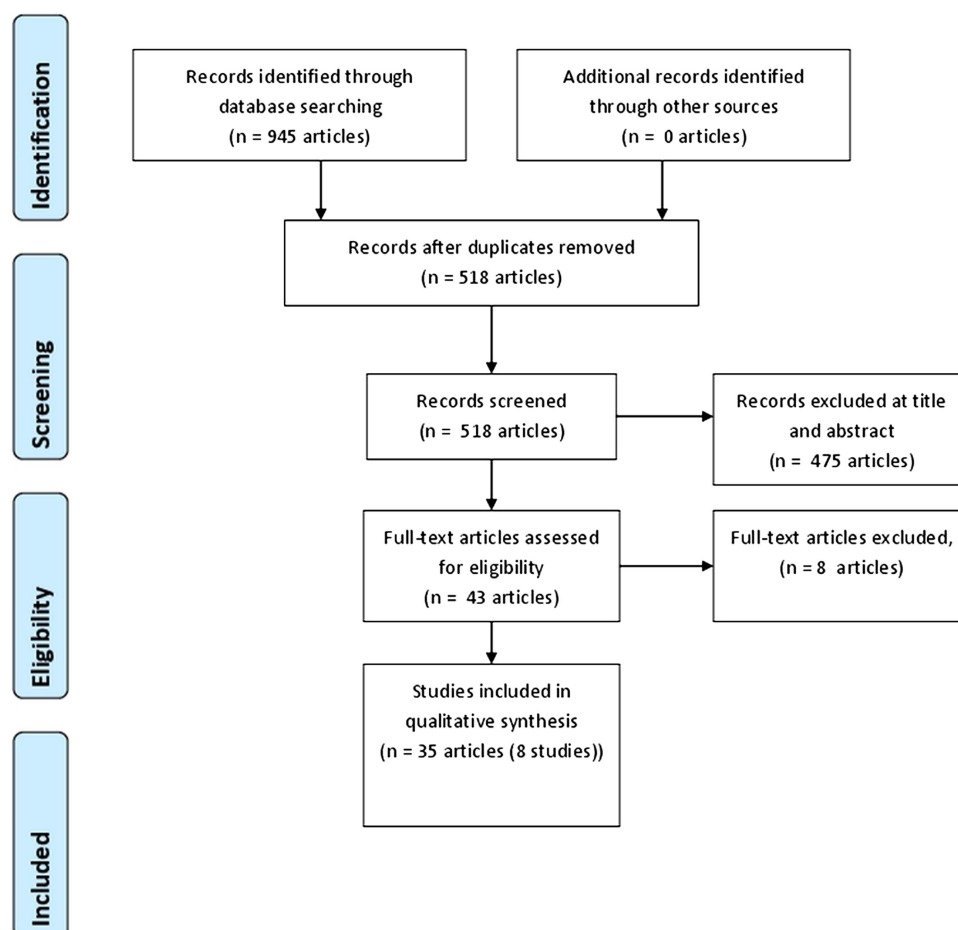 Identification
Records identified through
database searching
(n = 945 articles)
Additional records identified
through other sources
(n = 0 articles)
Records after duplicates removed
(n = 518 articles)
Screening
Records screened
(n = 518 articles)
Records excluded at title
and abstract
(n = 475 articles)
Eligibility
Full-text articles assessed
for eligibility
(n = 43 articles)
Full-text articles excluded,
(n = 8 articles)
Studies included in
qualitative synthesis
(n = 35 articles (8 studies))
Included